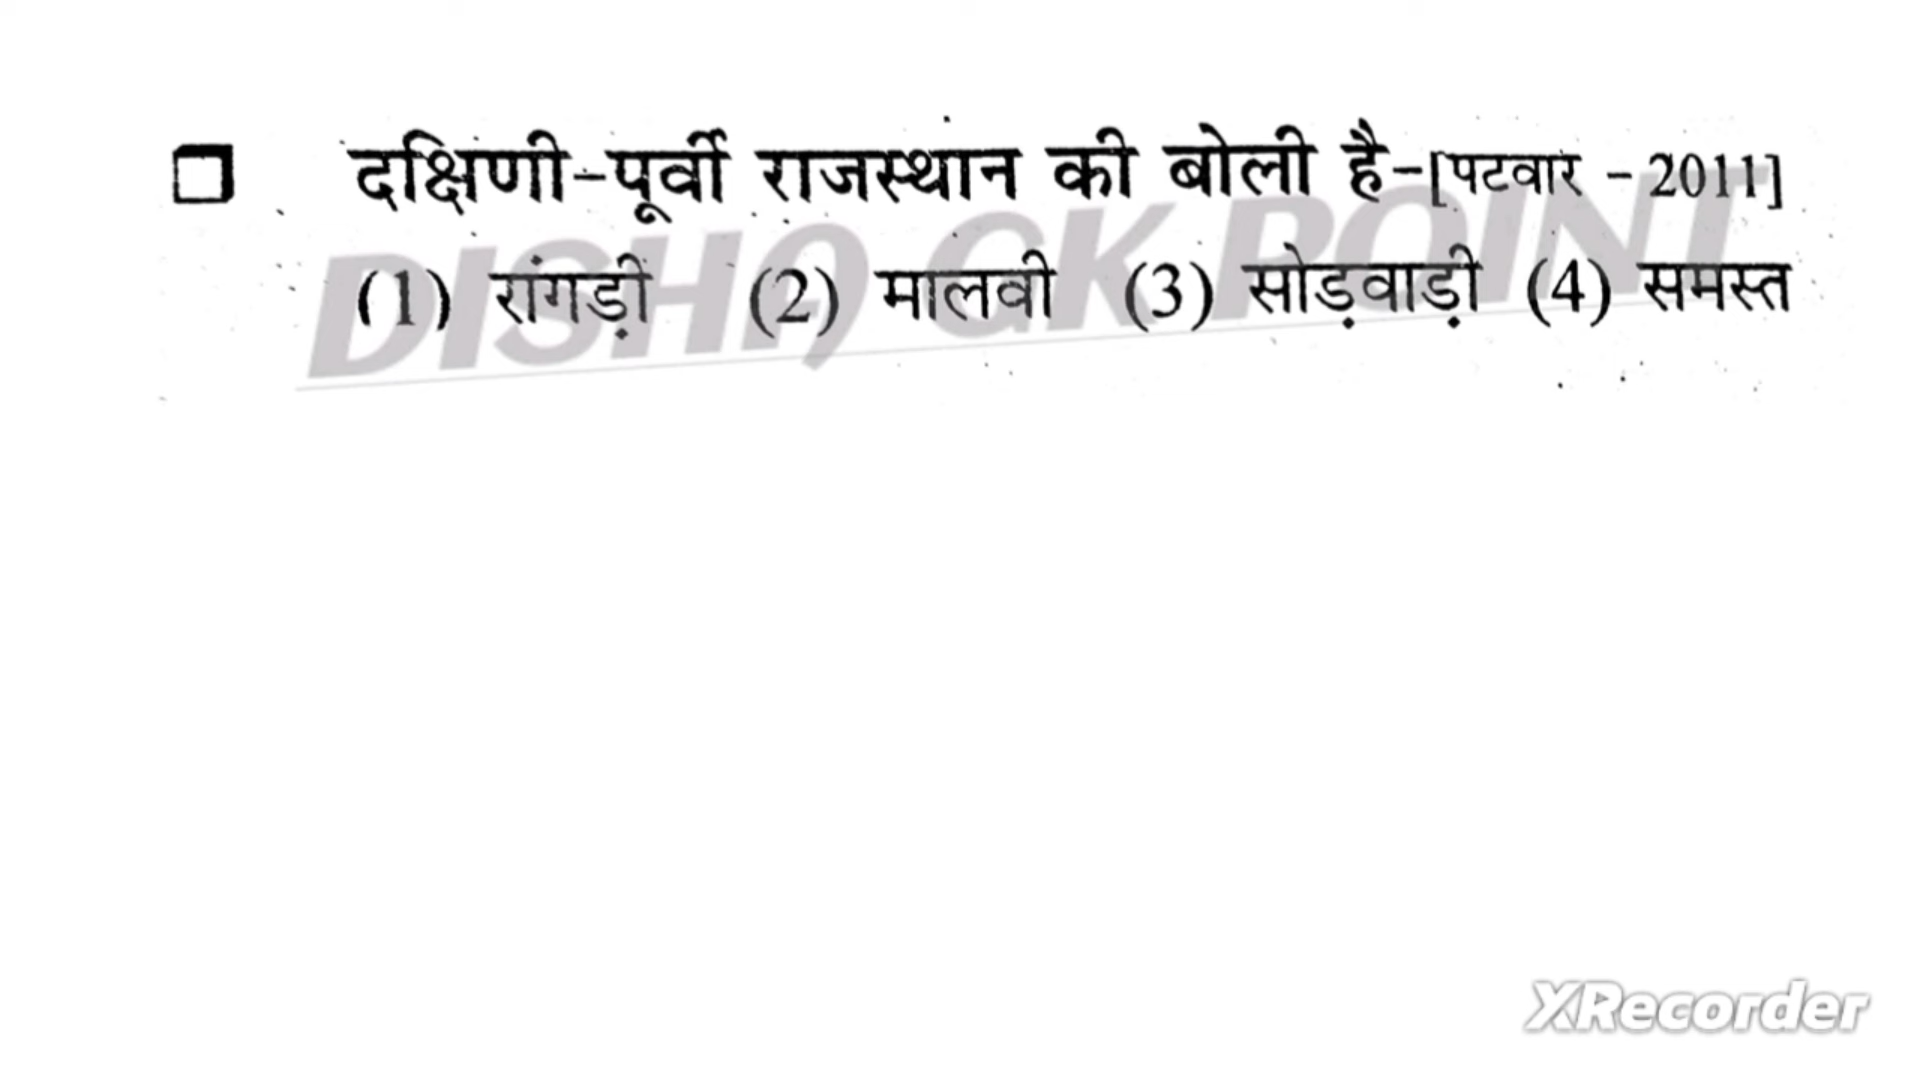 दक्षिणी-पूर्वी राजस्थान की बोली है-[पटवार - 2011]
(1) रांगड़ी (2) मालवी (3) सोड़वाड़ी (4) समस्त
DISHA GK POINT
XRecorder